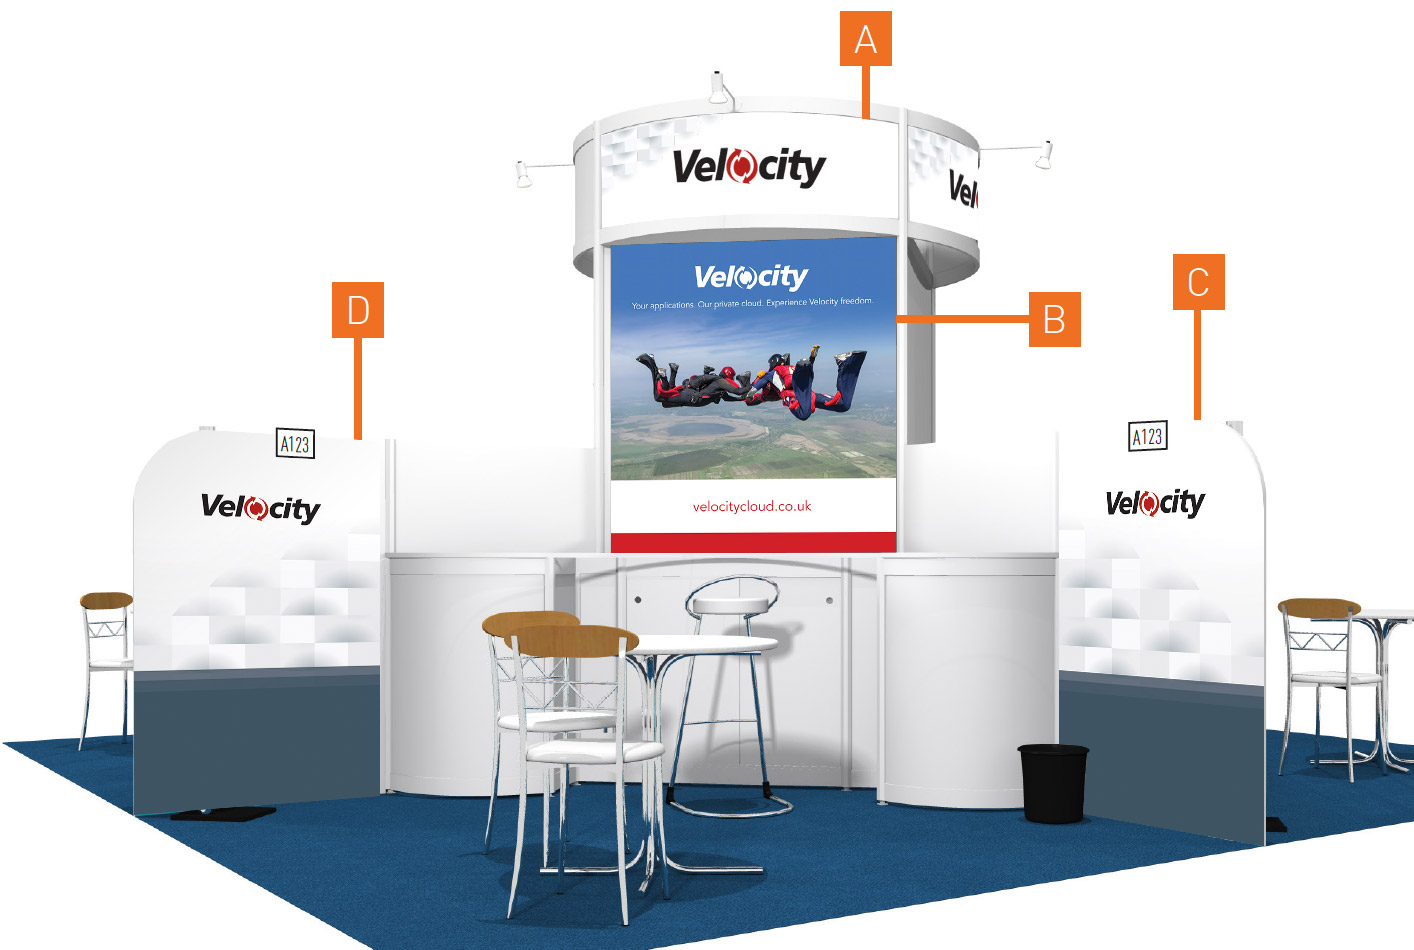 A
Velocity
Vel
Velocity
Your applications. Our private cloud. Experience Velocity freedom.
C
D
B
A123
A123
Velocity
Velocity
velocitycloud.co.uk